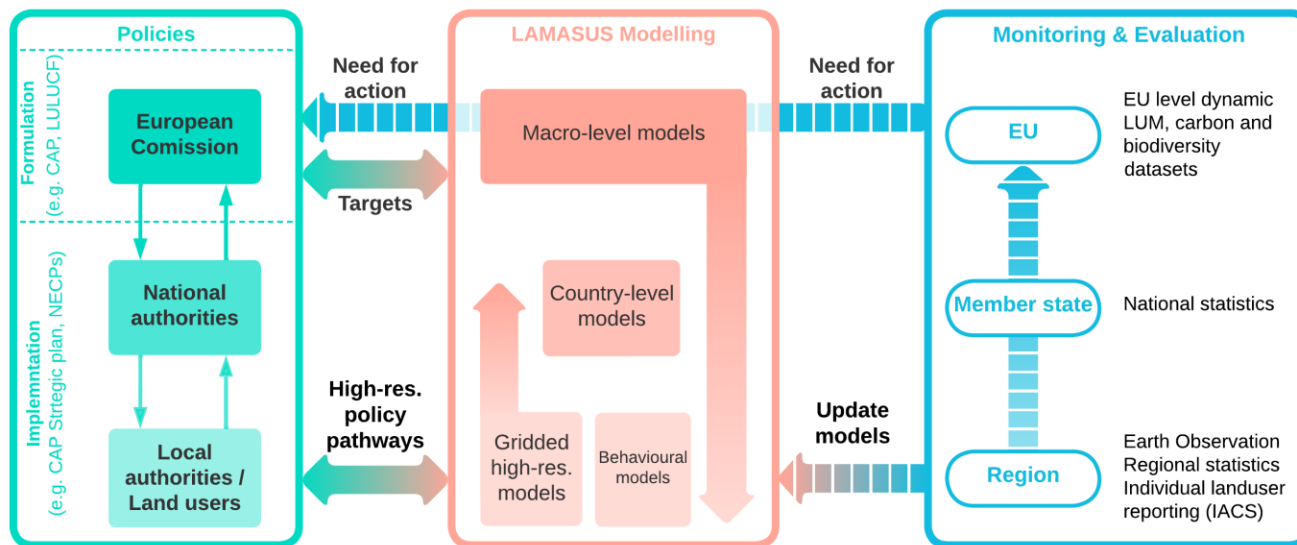 Policies
Formulation
(e.g. CAP, LULUCF)
European
Comission
Implemntation
(e.g. CAP Strtegic plan, NECPs)
National
authorities
Local
authorities /
Land users
Need for
action
Targets
High-res.
policy
pathways
LAMASUS Modelling
Macro-level models
Country-level
models
Gridded
high-res.
models
Behavioural
models
Need for
action
Update
models
Monitoring & Evaluation
EU
EU level dynamic
LUM, carbon and
biodiversity
datasets
Member state
National statistics
Region
Earth Observation
Regional statistics
Individual landuser
reporting (IACS)